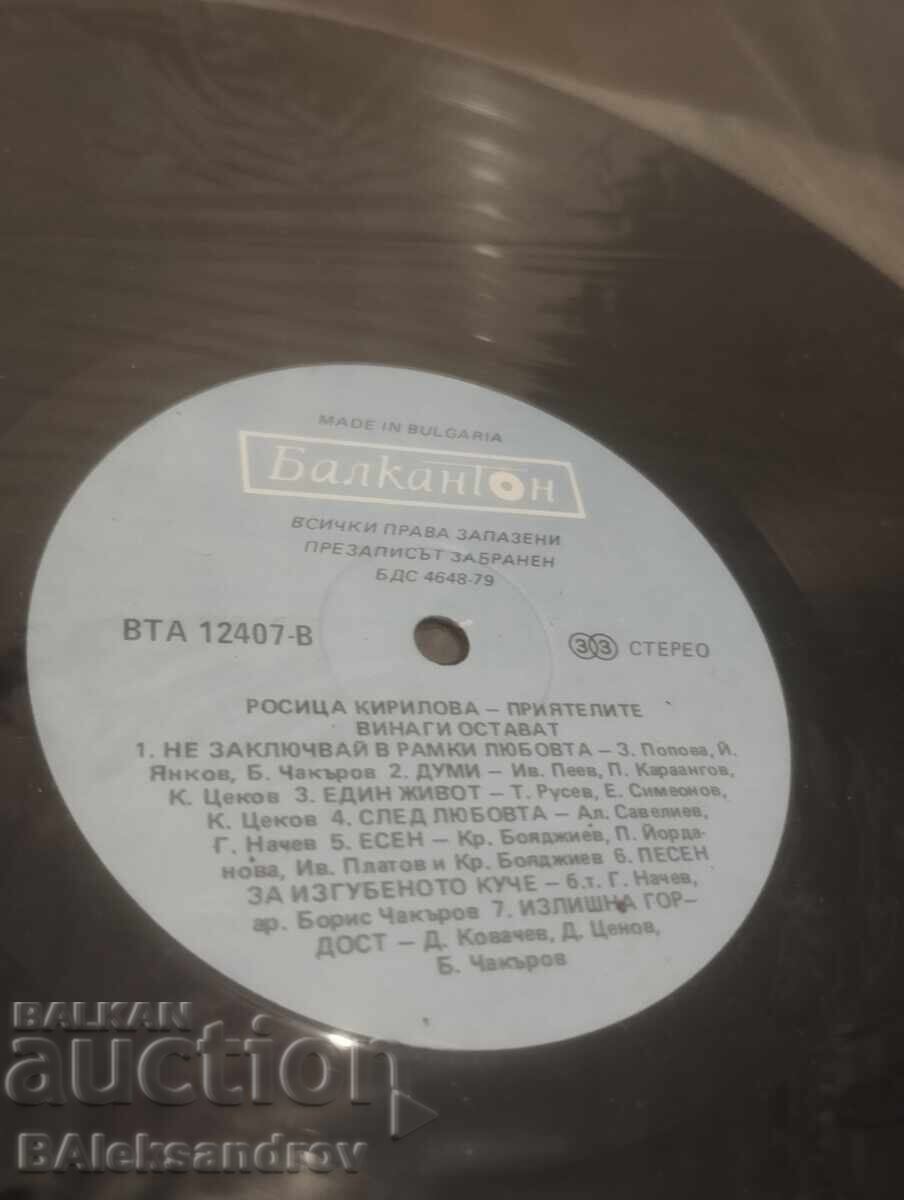 MADE IN BULGARIA
Балкантон
ВСИЧКИ ПРАВА ЗАПАЗЕНИ
ПРЕЗАПИСЪТ ЗАБРАНЕН
БДС 4648-79
ВТА 12407-В
33 СТЕРЕО
РОСИЦА КИРИЛОВА – ПРИЯТЕЛИТЕ
ВИНАГИ ОСТАВАТ
1. НЕ ЗАКЛЮЧВАЙ В РАМКИ ЛЮБОВТА – З. Попова, Й.
Янков, Б. Чакъров 2. ДУМИ – Ив. Пеев, П. Караангов,
К. Цеков 3. ЕДИН ЖИВОТ – Т. Русев, Е. Симеонов,
К. Цеков 4. СЛЕД ЛЮБОВТА – Ал. Савелиев,
Г. Начев 5. ЕСЕН – Кр. Бояджиев, П. Йорда-
нова, Ив. Платов и Кр. Бояджиев 6. ПЕСЕН
ЗА ИЗГУБЕНОТО КУЧЕ – б.т. Г. Начев,
ар. Борис Чакъров 7. ИЗЛИШНА ГОР-
ДОСТ – Д. Ковачев, Д. Ценов,
Б. Чакъров
BALKAN
auction
BAleksandrov